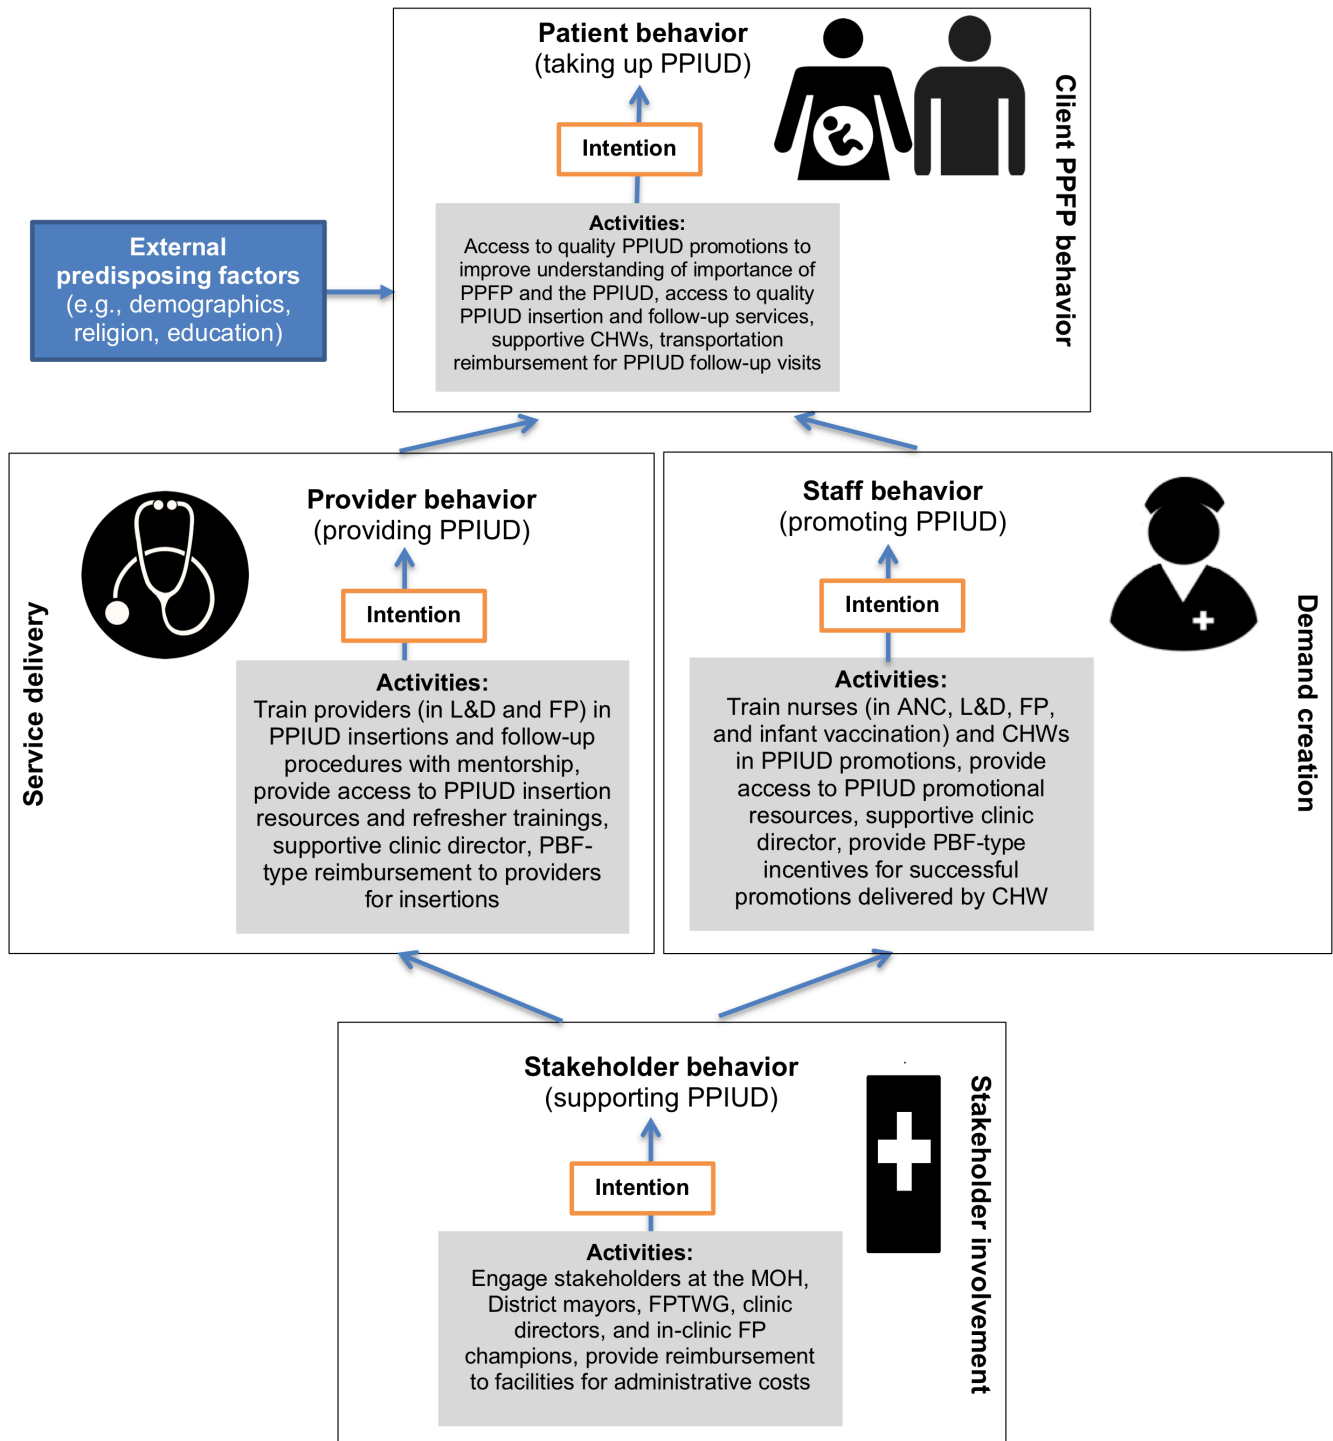 Patient behavior
(taking up PPIUD)
Intention
Activities:
Access to quality PPIUD promotions to
improve understanding of importance of
PPFP and the PPIUD, access to quality
PPIUD insertion and follow-up services,
supportive CHWs, transportation
reimbursement for PPIUD follow-up visits
Client PPFP behavior
External
predisposing factors
(e.g., demographics,
religion, education)
Service delivery
Provider behavior
(providing PPIUD)
Intention
Activities:
Train providers (in L&D and FP) in
PPIUD insertions and follow-up
procedures with mentorship,
provide access to PPIUD insertion
resources and refresher trainings,
supportive clinic director, PBF-
type reimbursement to providers
for insertions
Staff behavior
(promoting PPIUD)
Intention
Activities:
Train nurses (in ANC, L&D, FP,
and infant vaccination) and CHWs
in PPIUD promotions, provide
access to PPIUD promotional
resources, supportive clinic
director, provide PBF-type
incentives for successful
promotions delivered by CHW
Demand creation
Stakeholder behavior
(supporting PPIUD)
Intention
Activities:
Engage stakeholders at the MOH,
District mayors, FPTWG, clinic
directors, and in-clinic FP
champions, provide reimbursement
to facilities for administrative costs
Stakeholder involvement